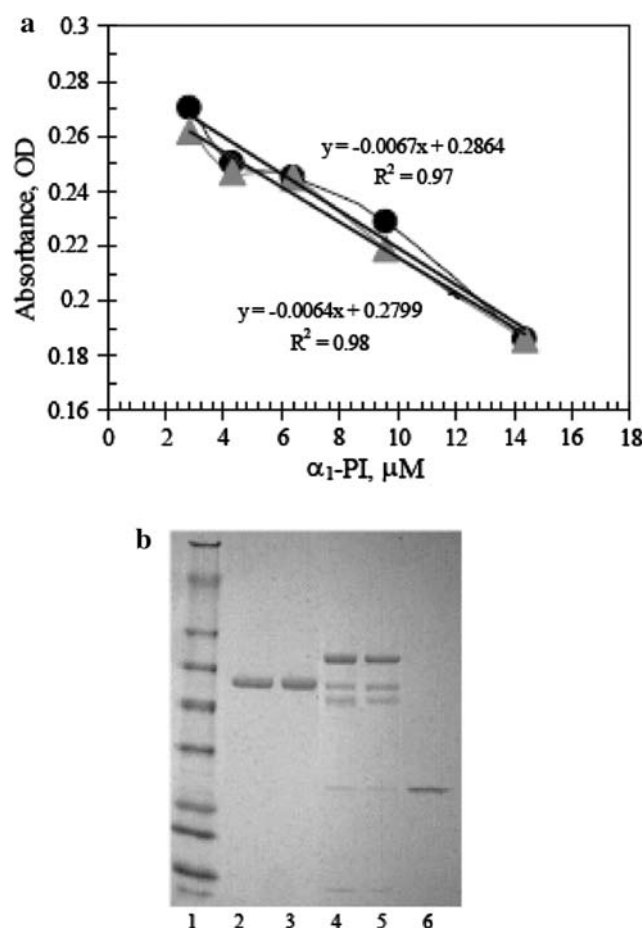 a
0.3
0.28
0.26
0.24
0.22
0.2
0.18
0.16
Absorbance, OD
y = -0.0067x + 0.2864
R² = 0.97
y = -0.0064x + 0.2799
R² = 0.98
0 2 4 6 8 10 12 14 16 18
α₁-PI, µM
b
1 2 3 4 5 6